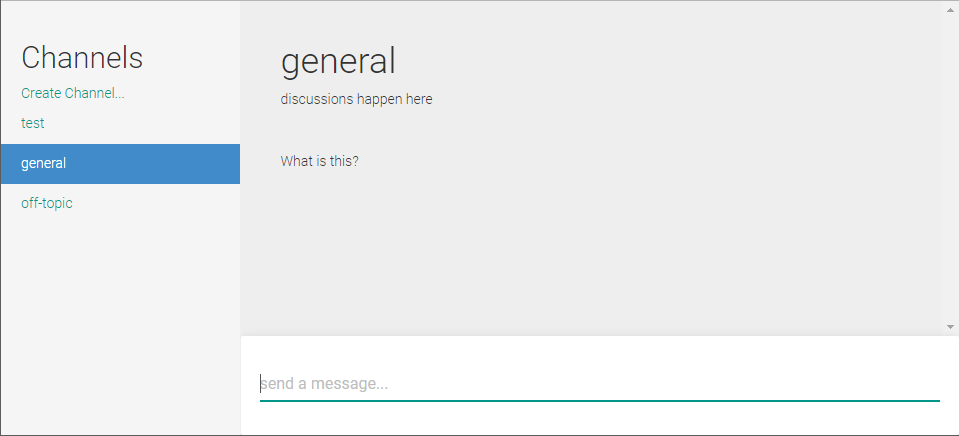 Channels
Create Channel...
test
general
off-topic
general
discussions happen here
What is this?
send a message...